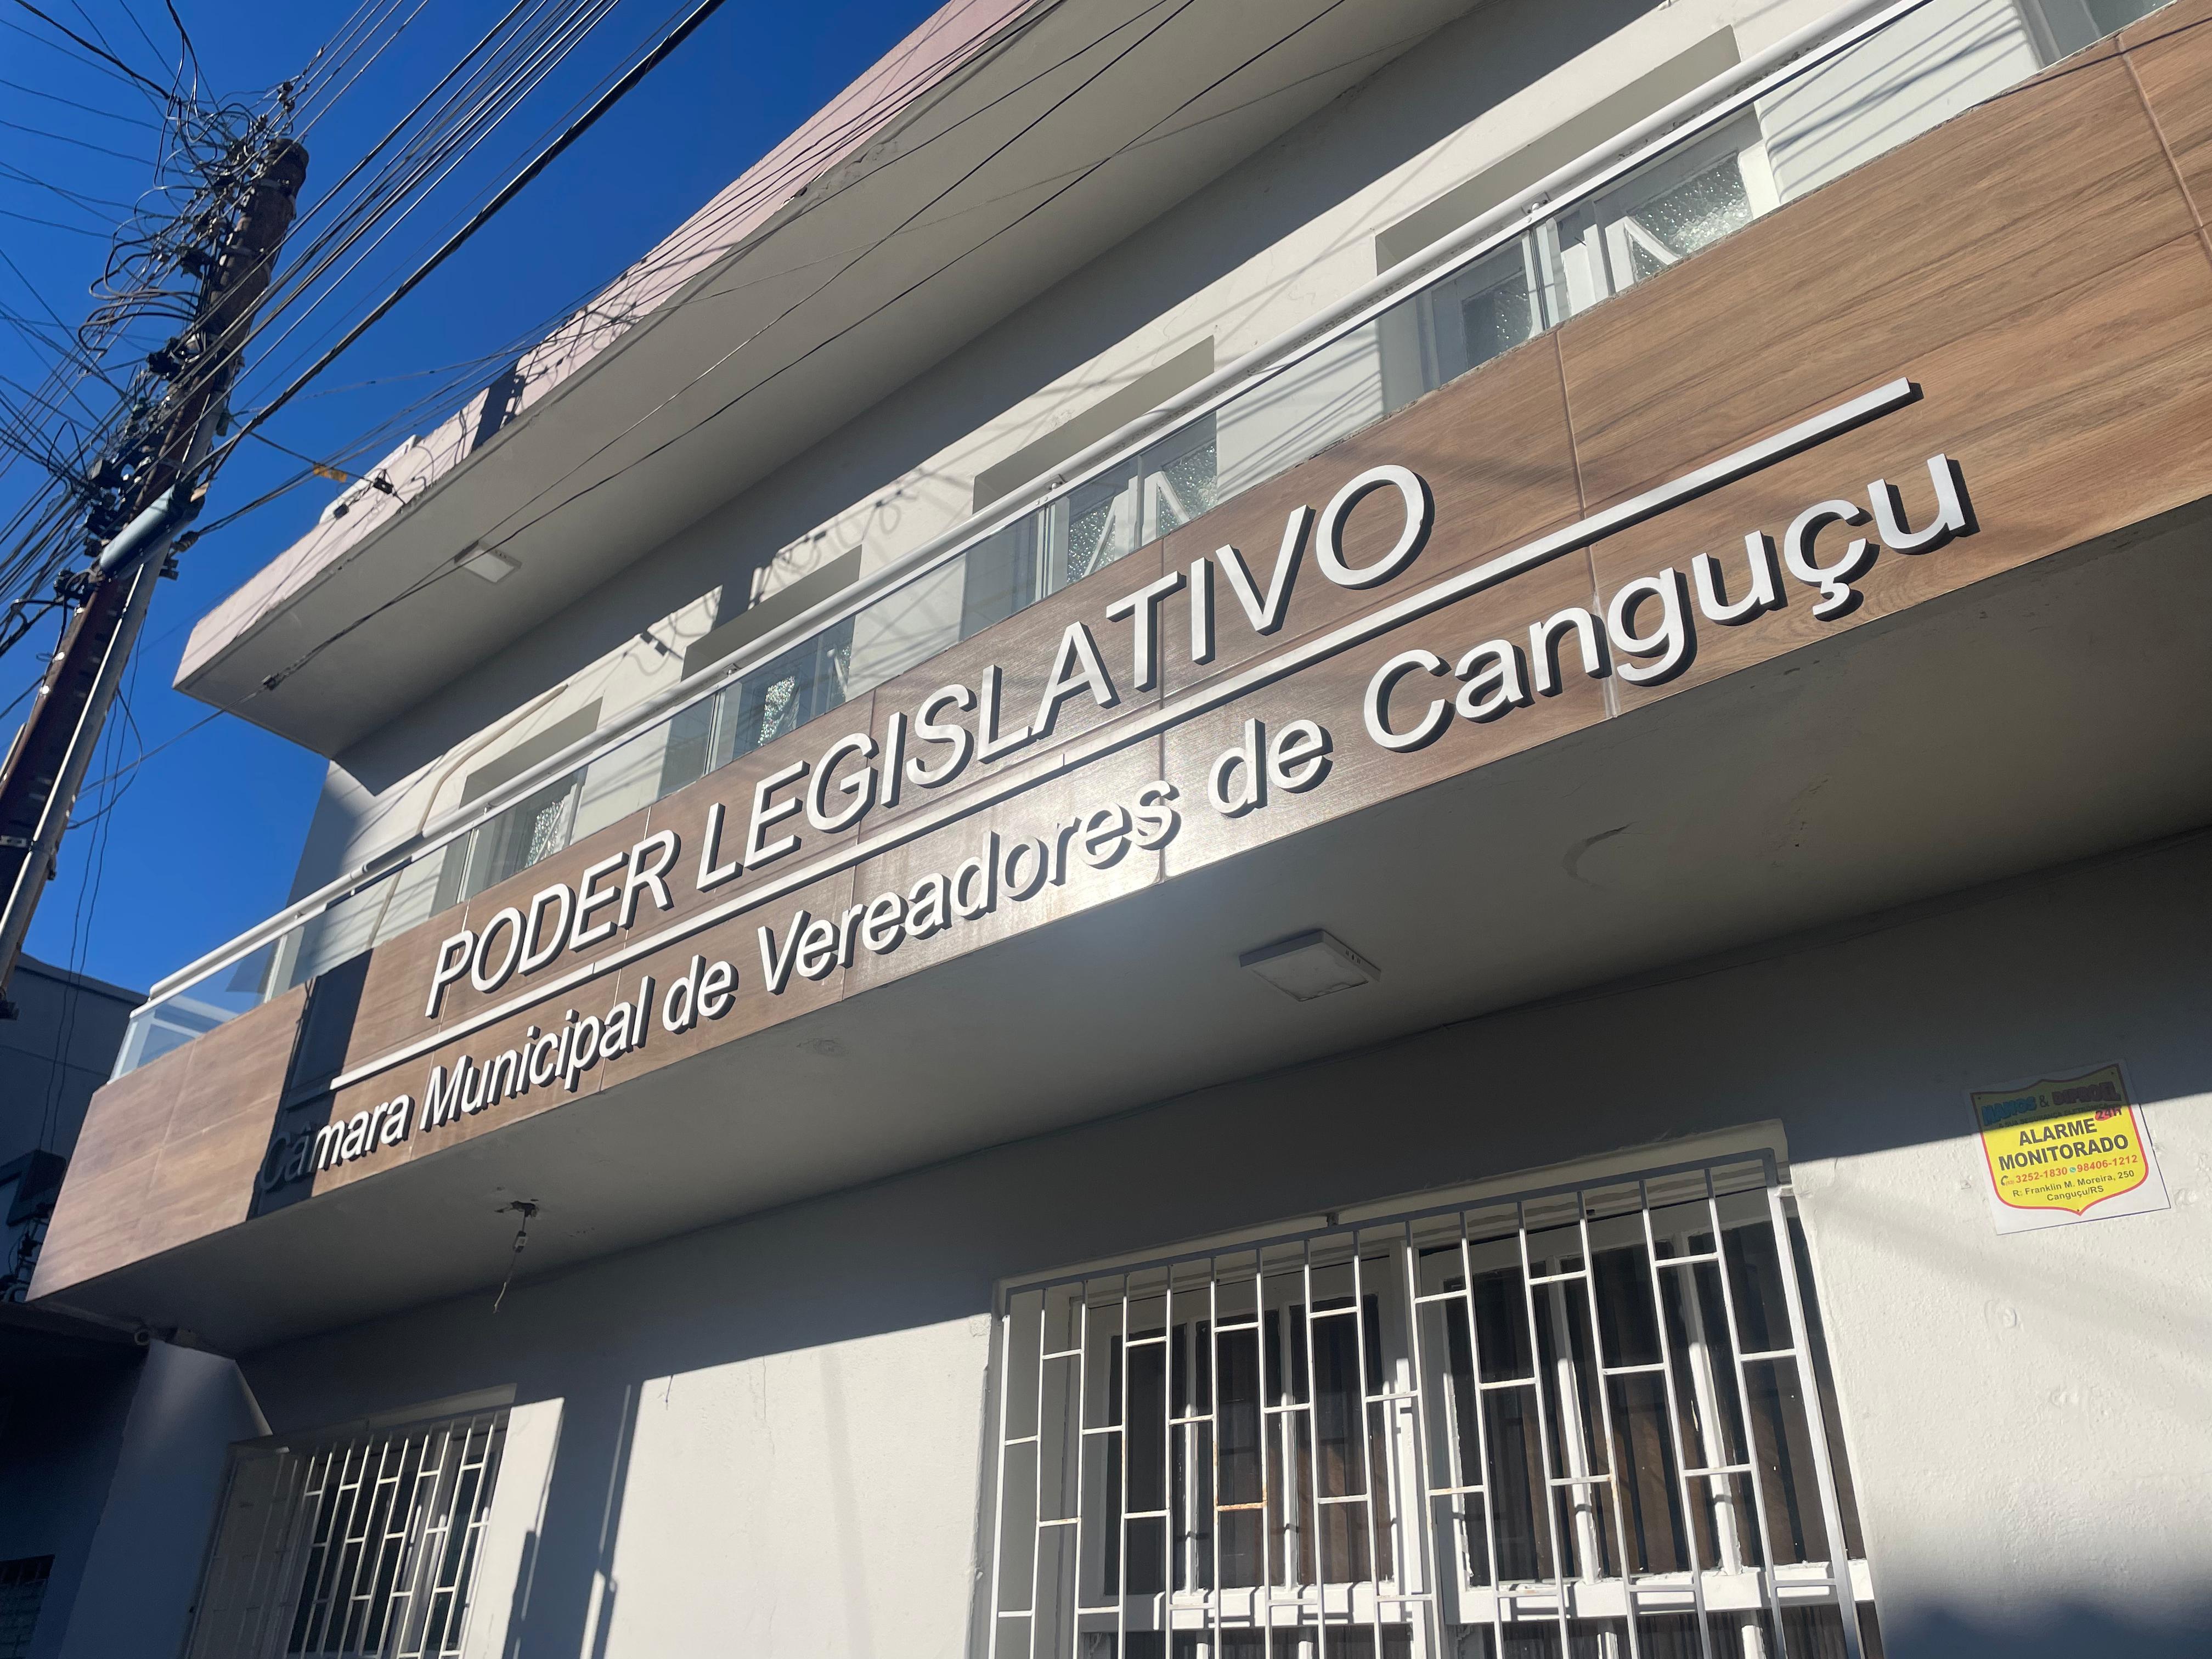 PODER LEGISLATIVO
Câmara Municipal de Vereadores de Canguçu
24H
ALARME
MONITORADO
3252-1830 98406-1212
R: Franklin M. Moreira, 250
Canguçu/RS